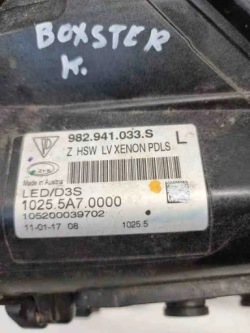 BOXSTER
K.
982.941.033.S
L
Z HSW LV XENON PDLS
Made in Austria
LED/D3S
1025.5A7.0000
105200039702
11-01-17 08
1025.5